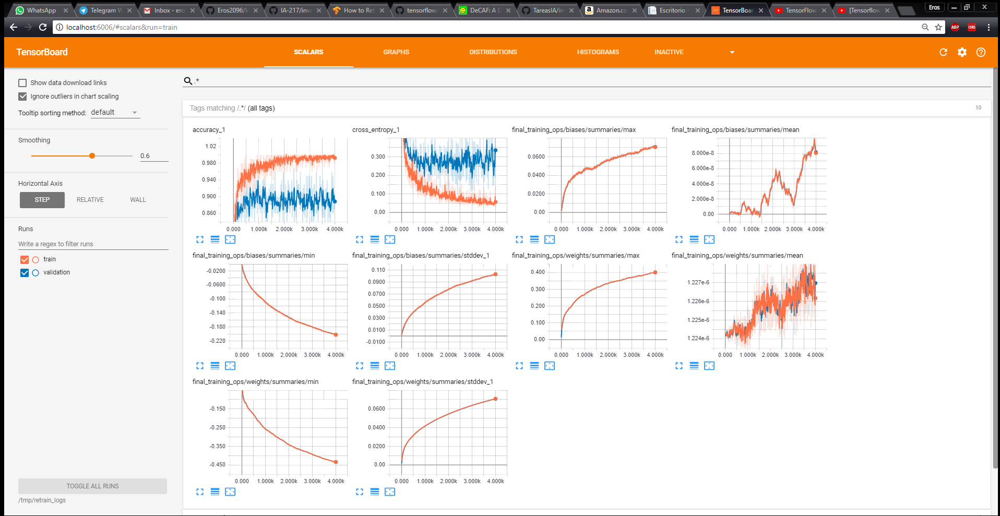 WhatsApp
Telegram W
Inbox - ero
Eros2096/I
IA-217/inve
How to Ret
tensorflow/
DeCAF: A D
TareasIA/in
Amazon.co
Escritorio -
TensorBoar
TensorFlow
[Tensorflow
Eros
localhost:6006/#scalars&run=train
ABP
CORS
TensorBoard
SCALARS
GRAPHS
DISTRIBUTIONS
HISTOGRAMS
INACTIVE
Show data download links
Ignore outliers in chart scaling
Tooltip sorting method: default
Smoothing
0.6
Horizontal Axis
STEP RELATIVE WALL
Runs
Write a regex to filter runs
train
validation
TOGGLE ALL RUNS
/tmp/retrain_logs
.*
Tags matching /.*/ (all tags)
10
accuracy_1
1.02
0.980
0.940
0.900
0.860
0.000 1.000k 2.000k 3.000k 4.000k
cross_entropy_1
0.300
0.200
0.100
0.00
0.000 1.000k 2.000k 3.000k 4.000k
final_training_ops/biases/summaries/max
0.0600
0.0400
0.0200
0.00
0.000 1.000k 2.000k 3.000k 4.000k
final_training_ops/biases/summaries/mean
8.000e-8
6.000e-8
4.000e-8
2.000e-8
0.00
0.000 1.000k 2.000k 3.000k 4.000k
final_training_ops/biases/summaries/min
-0.0200
-0.0600
-0.100
-0.140
-0.180
-0.220
0.000 1.000k 2.000k 3.000k 4.000k
final_training_ops/biases/summaries/stddev_1
0.110
0.0900
0.0700
0.0500
0.0300
0.0100
-0.0100
0.000 1.000k 2.000k 3.000k 4.000k
final_training_ops/weights/summaries/max
0.400
0.300
0.200
0.100
0.00
0.000 1.000k 2.000k 3.000k 4.000k
final_training_ops/weights/summaries/mean
1.227e-6
1.226e-6
1.225e-6
1.224e-6
0.000 1.000k 2.000k 3.000k 4.000k
final_training_ops/weights/summaries/min
-0.150
-0.250
-0.350
-0.450
0.000 1.000k 2.000k 3.000k 4.000k
final_training_ops/weights/summaries/stddev_1
0.0600
0.0400
0.0200
0.00
0.000 1.000k 2.000k 3.000k 4.000k